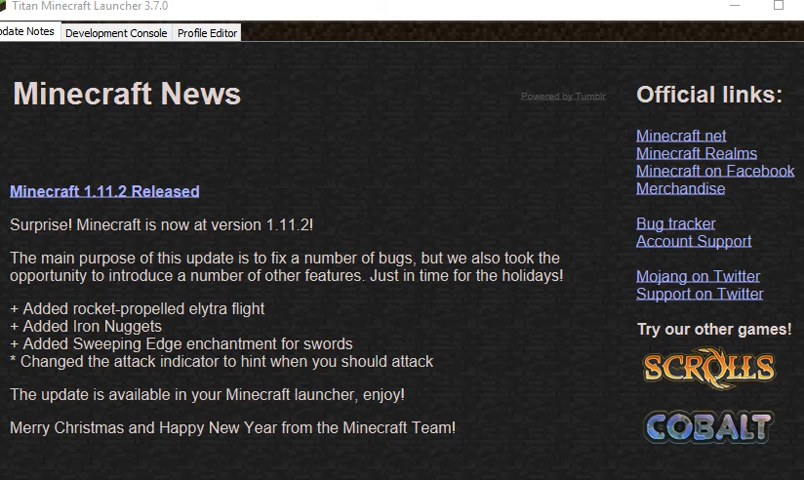 Titan Minecraft Launcher 3.7.0
pdate Notes
Development Console
Profile Editor
Minecraft News
Powered by Tumblr
Minecraft 1.11.2 Released
Surprise! Minecraft is now at version 1.11.2!
The main purpose of this update is to fix a number of bugs, but we also took the
opportunity to introduce a number of other features. Just in time for the holidays!
+ Added rocket-propelled elytra flight
+ Added Iron Nuggets
+ Added Sweeping Edge enchantment for swords
* Changed the attack indicator to hint when you should attack
The update is available in your Minecraft launcher, enjoy!
Merry Christmas and Happy New Year from the Minecraft Team!
Official links:
Minecraft net
Minecraft Realms
Minecraft on Facebook
Merchandise
Bug tracker
Account Support
Mojang on Twitter
Support on Twitter
Try our other games!
SCROLLS
COBALT